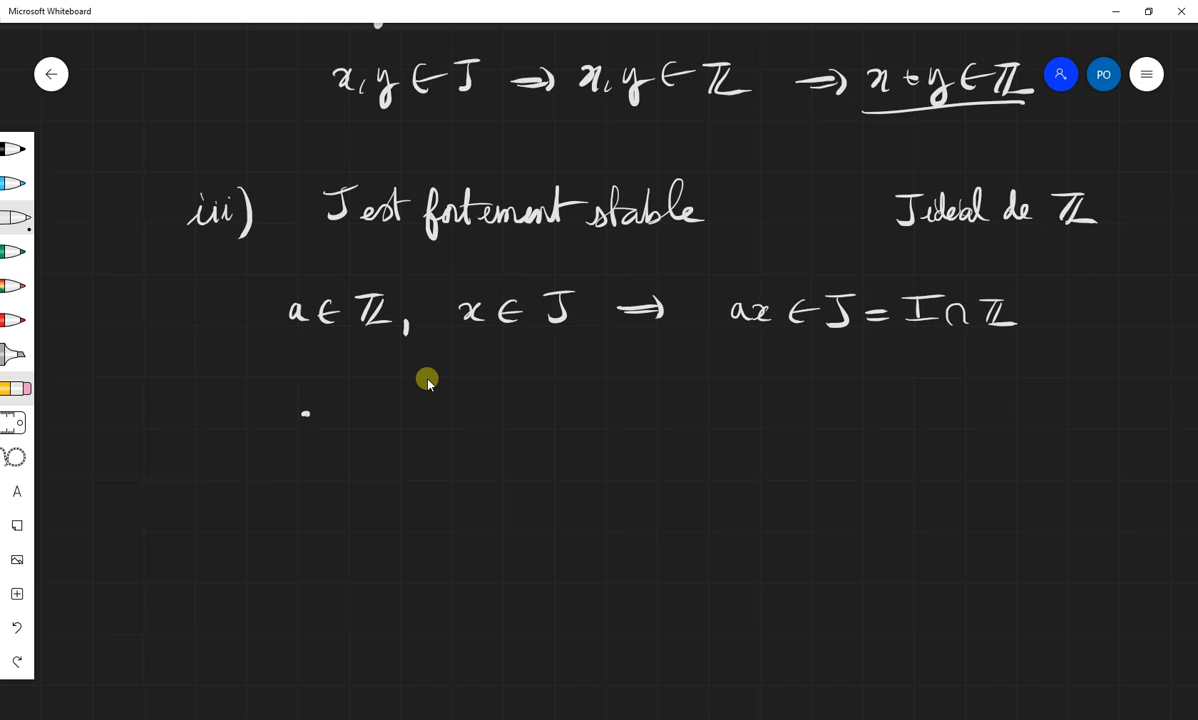 Microsoft Whiteboard
x, y ∈ J ⟹ x, y ∈ ℤ ⟹ x + y ∈ ℤ
PO
iii) J est fortement stable J idéal de ℤ
a ∈ ℤ, x ∈ J ⟹ ax ∈ J = I ∩ ℤ
.
A